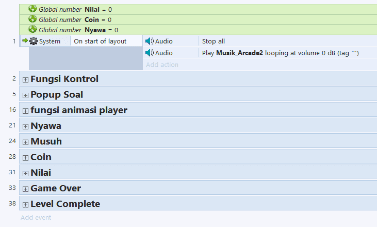 Global number Nilai = 0
Global number Coin = 0
Global number Nyawa = 0
1 System On start of layout Audio Stop all
Audio Play Musik_Arcade2 looping at volume 0 dB (tag "")
Add action
2 Fungsi Kontrol
5 Popup Soal
16 fungsi animasi player
21 Nyawa
24 Musuh
28 Coin
31 Nilai
33 Game Over
38 Level Complete
Add event